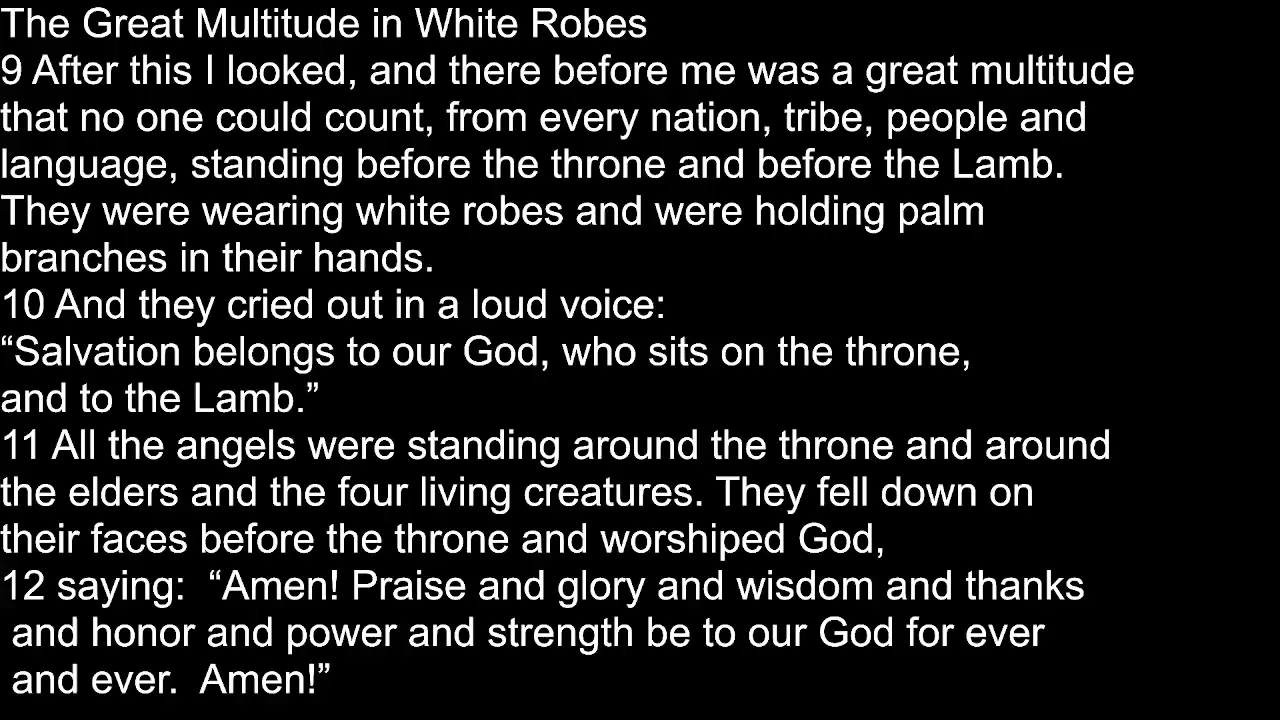 The Great Multitude in White Robes
9 After this I looked, and there before me was a great multitude
that no one could count, from every nation, tribe, people and
language, standing before the throne and before the Lamb.
They were wearing white robes and were holding palm
branches in their hands.
10 And they cried out in a loud voice:
“Salvation belongs to our God, who sits on the throne,
and to the Lamb.”
11 All the angels were standing around the throne and around
the elders and the four living creatures. They fell down on
their faces before the throne and worshiped God,
12 saying:  “Amen! Praise and glory and wisdom and thanks
and honor and power and strength be to our God for ever
and ever.  Amen!”